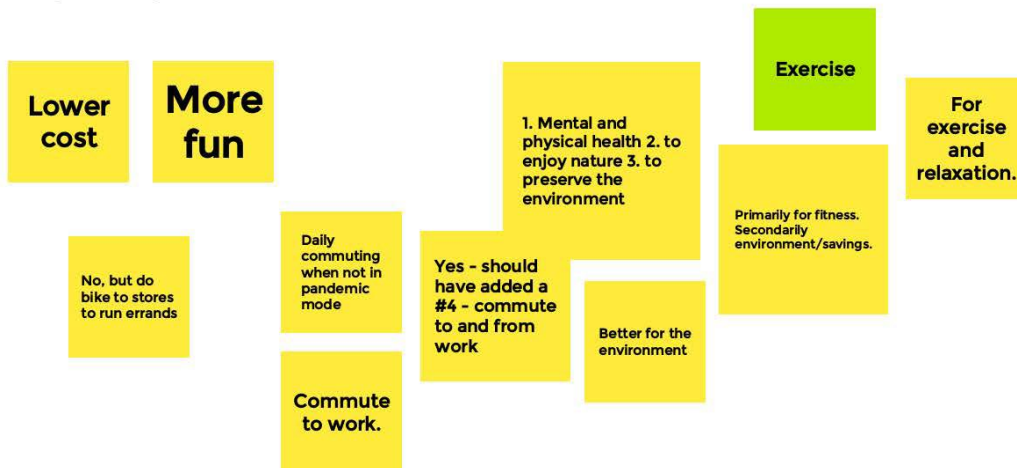 Lower
cost
More
fun
No, but do
bike to stores
to run errands
Daily
commuting
when not in
pandemic
mode
Commute
to work.
Yes - should
have added a
#4 - commute
to and from
work
1. Mental and
physical health 2. to
enjoy nature 3. to
preserve the
environment
Better for the
environment
Exercise
Primarily for fitness.
Secondarily
environment/savings.
For
exercise
and
relaxation.